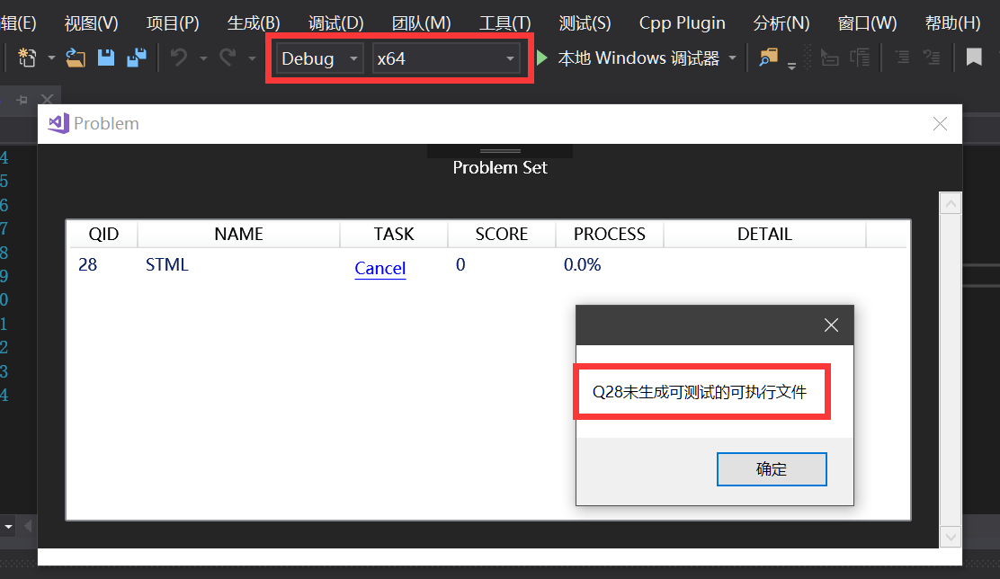 辑(E) 视图(V) 项目(P) 生成(B) 调试(D) 团队(M) 工具(T) 测试(S) Cpp Plugin 分析(N) 窗口(W) 帮助(H)
Debug x64 本地 Windows 调试器
Problem
Problem Set
QID NAME TASK SCORE PROCESS DETAIL
28 STML Cancel 0 0.0%
Q28未生成可测试的可执行文件
确定
4
5
6
7
8
9
0
1
2
3
4